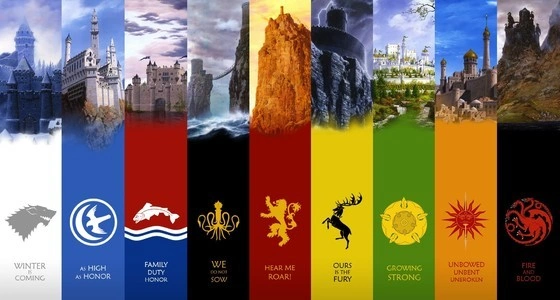 WINTER
IS
COMING
AS HIGH
AS HONOR
FAMILY
DUTY
HONOR
WE
DO NOT
SOW
HEAR ME
ROAR!
OURS
IS THE
FURY
GROWING
STRONG
UNBOWED
UNBENT
UNBROKEN
FIRE
AND
BLOOD